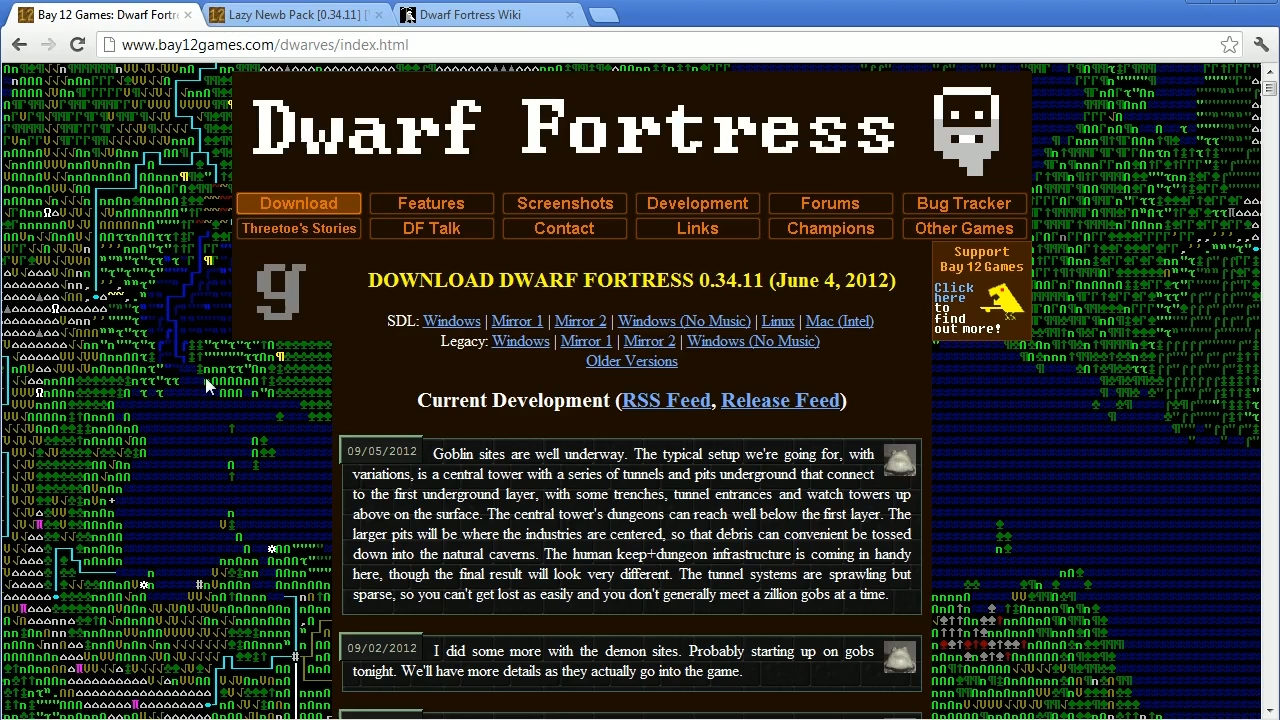 Bay 12 Games: Dwarf Fortr
Lazy Newb Pack [0.34.11] [
Dwarf Fortress Wiki
www.bay12games.com/dwarves/index.html
Dwarf Fortress
Download
Features
Screenshots
Development
Forums
Bug Tracker
Threetoe's Stories
DF Talk
Contact
Links
Champions
Other Games
Support
Bay 12 Games
Click
here
to
find
out more!
g
DOWNLOAD DWARF FORTRESS 0.34.11 (June 4, 2012)
SDL: Windows | Mirror 1 | Mirror 2 | Windows (No Music) | Linux | Mac (Intel)
Legacy: Windows | Mirror 1 | Mirror 2 | Windows (No Music)
Older Versions
Current Development (RSS Feed, Release Feed)
09/05/2012
Goblin sites are well underway. The typical setup we're going for, with
variations, is a central tower with a series of tunnels and pits underground that connect
to the first underground layer, with some trenches, tunnel entrances and watch towers up
above on the surface. The central tower's dungeons can reach well below the first layer. The
larger pits will be where the industries are centered, so that debris can convenient be tossed
down into the natural caverns. The human keep+dungeon infrastructure is coming in handy
here, though the final result will look very different. The tunnel systems are sprawling but
sparse, so you can't get lost as easily and you don't generally meet a zillion gobs at a time.
09/02/2012
I did some work with the demon sites. Probably starting up on gobs
tomorrow. We'll see how goblins do as they actually get into the game.